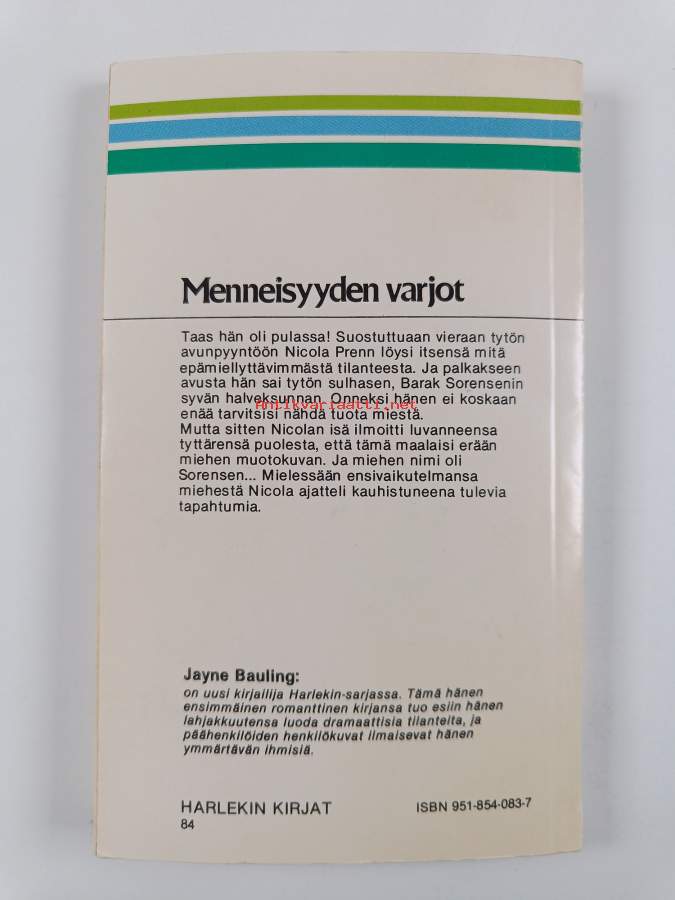 Menneisyyden varjot
Taas hän oli pulassa! Suostuttuaan vieraan tytön
avunpyyntöön Nicola Prenn löysi itsensä mitä
epämiellyttävimmästä tilanteesta. Ja palkakseen
avusta hän sai tytön sulhasen, Barak Sorensenin
syvän halveksunnan. Onneksi hänen ei koskaan
Antikvariaatti.net
enää tarvitsisi nähdä tuota miestä.
Mutta sitten Nicolan isä ilmoitti luvanneensa
tyttärensä puolesta, että tämä maalaisi erään
miehen muotokuvan. Ja miehen nimi oli
Sorensen... Mielessään ensivaikutelmansa
miehestä Nicola ajatteli kauhistuneena tulevia
tapahtumia.
Jayne Bauling:
on uusi kirjailija Harlekin-sarjassa. Tämä hänen
ensimmäinen romanttinen kirjansa tuo esiin hänen
lahjakkuutensa luoda dramaattisia tilanteita, ja
päähenkilöiden henkilökuvat ilmaisevat hänen
ymmärtävän ihmisiä.
HARLEKIN KIRJAT
84
ISBN 951-854-083-7